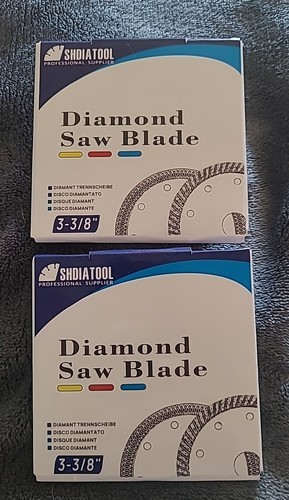 SHDIATOOL
PROFESSIONAL SUPPLIER
Diamond
Saw Blade
DIAMANT TRENNSCHEIBE
DISCO DIAMANTATO
DISQUE DIAMANT
DISCO DIAMANTE
3-3/8"
SHDIATOOL
PROFESSIONAL SUPPLIER
Diamond
Saw Blade
DIAMANT TRENNSCHEIBE
DISCO DIAMANTATO
DISQUE DIAMANT
DISCO DIAMANTE
3-3/8"